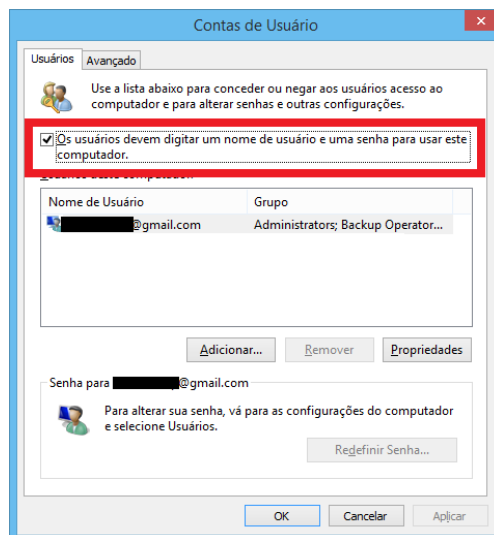 Contas de Usuário
Usuários
Avançado
Use a lista abaixo para conceder ou negar aos usuários acesso ao
computador e para alterar senhas e outras configurações.
Os usuários devem digitar um nome de usuário e uma senha para usar este
computador.
Nome de Usuário
Grupo
@gmail.com
Administrators; Backup Operator...
Adicionar...
Remover
Propriedades
Senha para @gmail.com
Para alterar sua senha, vá para as configurações do computador
e selecione Usuários.
Redefinir Senha...
OK
Cancelar
Aplicar